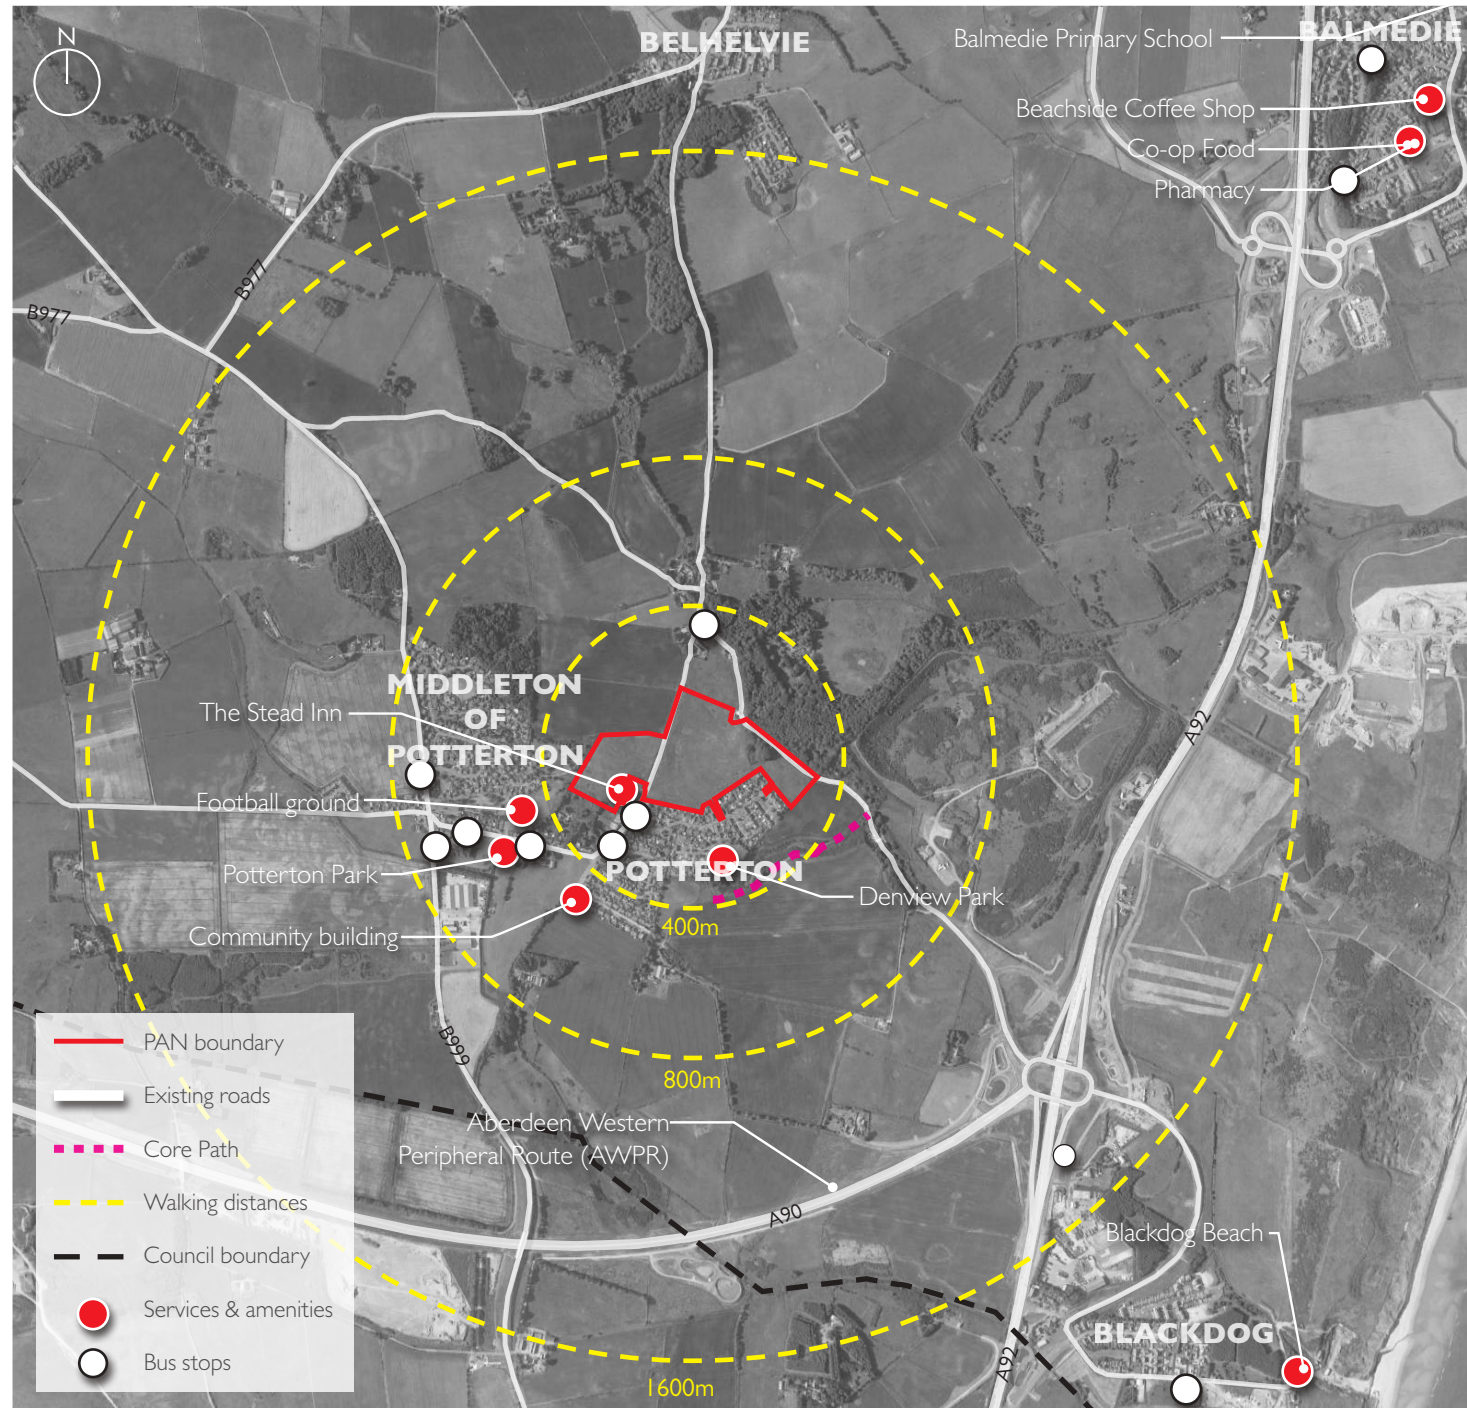 N
BELHELVIE
Balmedie Primary School
BALMEDIE
Beachside Coffee Shop
Co-op Food
Pharmacy
B977
B977
MIDDLETON
OF
POTTERTON
The Stead Inn
A92
Football ground
Potterton Park
POTTERTON
Denview Park
400m
Community building
B999
800m
Aberdeen Western
Peripheral Route (AWPR)
A90
Blackdog Beach
BLACKDOG
A92
1600m
PAN boundary
Existing roads
Core Path
Walking distances
Council boundary
Services & amenities
Bus stops